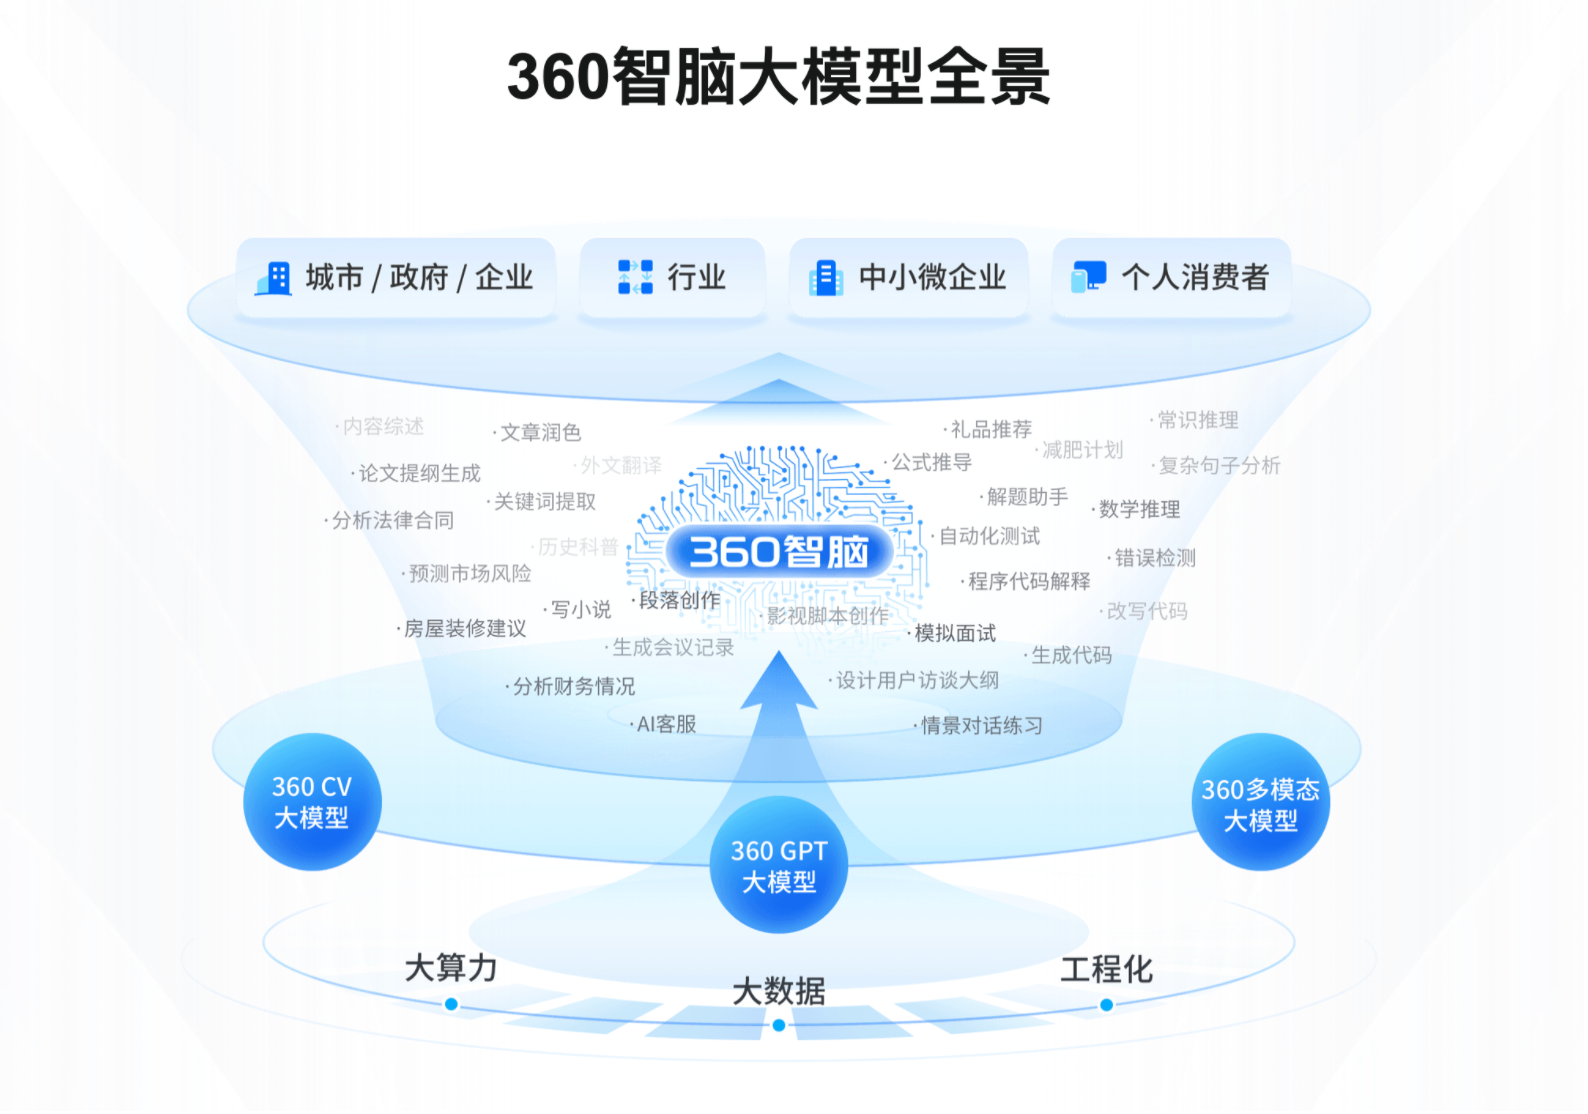 360智脑大模型全景
城市 / 政府 / 企业
行业
中小微企业
个人消费者
·内容综述
·文章润色
·外文翻译
·论文提纲生成
·关键词提取
·分析法律合同
·历史科普
·预测市场风险
·写小说
·段落创作
·房屋装修建议
·生成会议记录
·分析财务情况
·AI客服
360智脑
·礼品推荐
·常识推理
·减肥计划
·公式推导
·复杂句子分析
·解题助手
·数学推理
·自动化测试
·错误检测
·程序代码解释
·影视脚本创作
·改写代码
·模拟面试
·生成代码
·设计用户访谈大纲
·情景对话练习
360 CV
大模型
360 GPT
大模型
360多模态
大模型
大算力
大数据
工程化